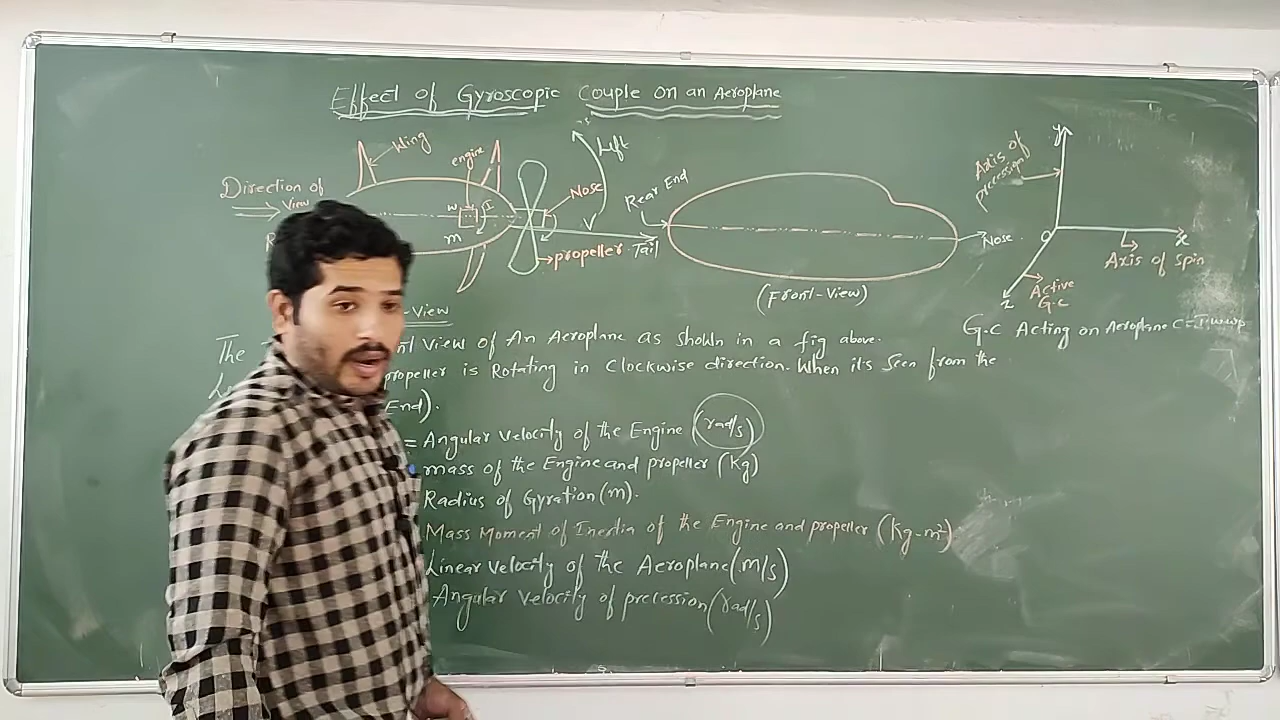 Effect of Gyroscopic Couple on an Aeroplane
Wing
engine
Left
Direction of
View
Nose
W
I
m
propeller
Tail
Rear End
Nose
(Front-View)
Axis of
precession
y
O
x
Axis of spin
z
Active
G.C
G.C Acting on Aeroplane C=I.w.wp
-View
The
View of An Aeroplane as shown in a fig above.
propeller is Rotating in Clockwise direction. When it's seen from the
End).
= Angular Velocity of the Engine (rad/s)
mass of the Engine and propeller (kg)
Radius of Gyration (m).
Mass Moment of Inertia of the Engine and propeller (kg-m²)
Linear Velocity of the Aeroplane (m/s)
Angular Velocity of precession (rad/s)